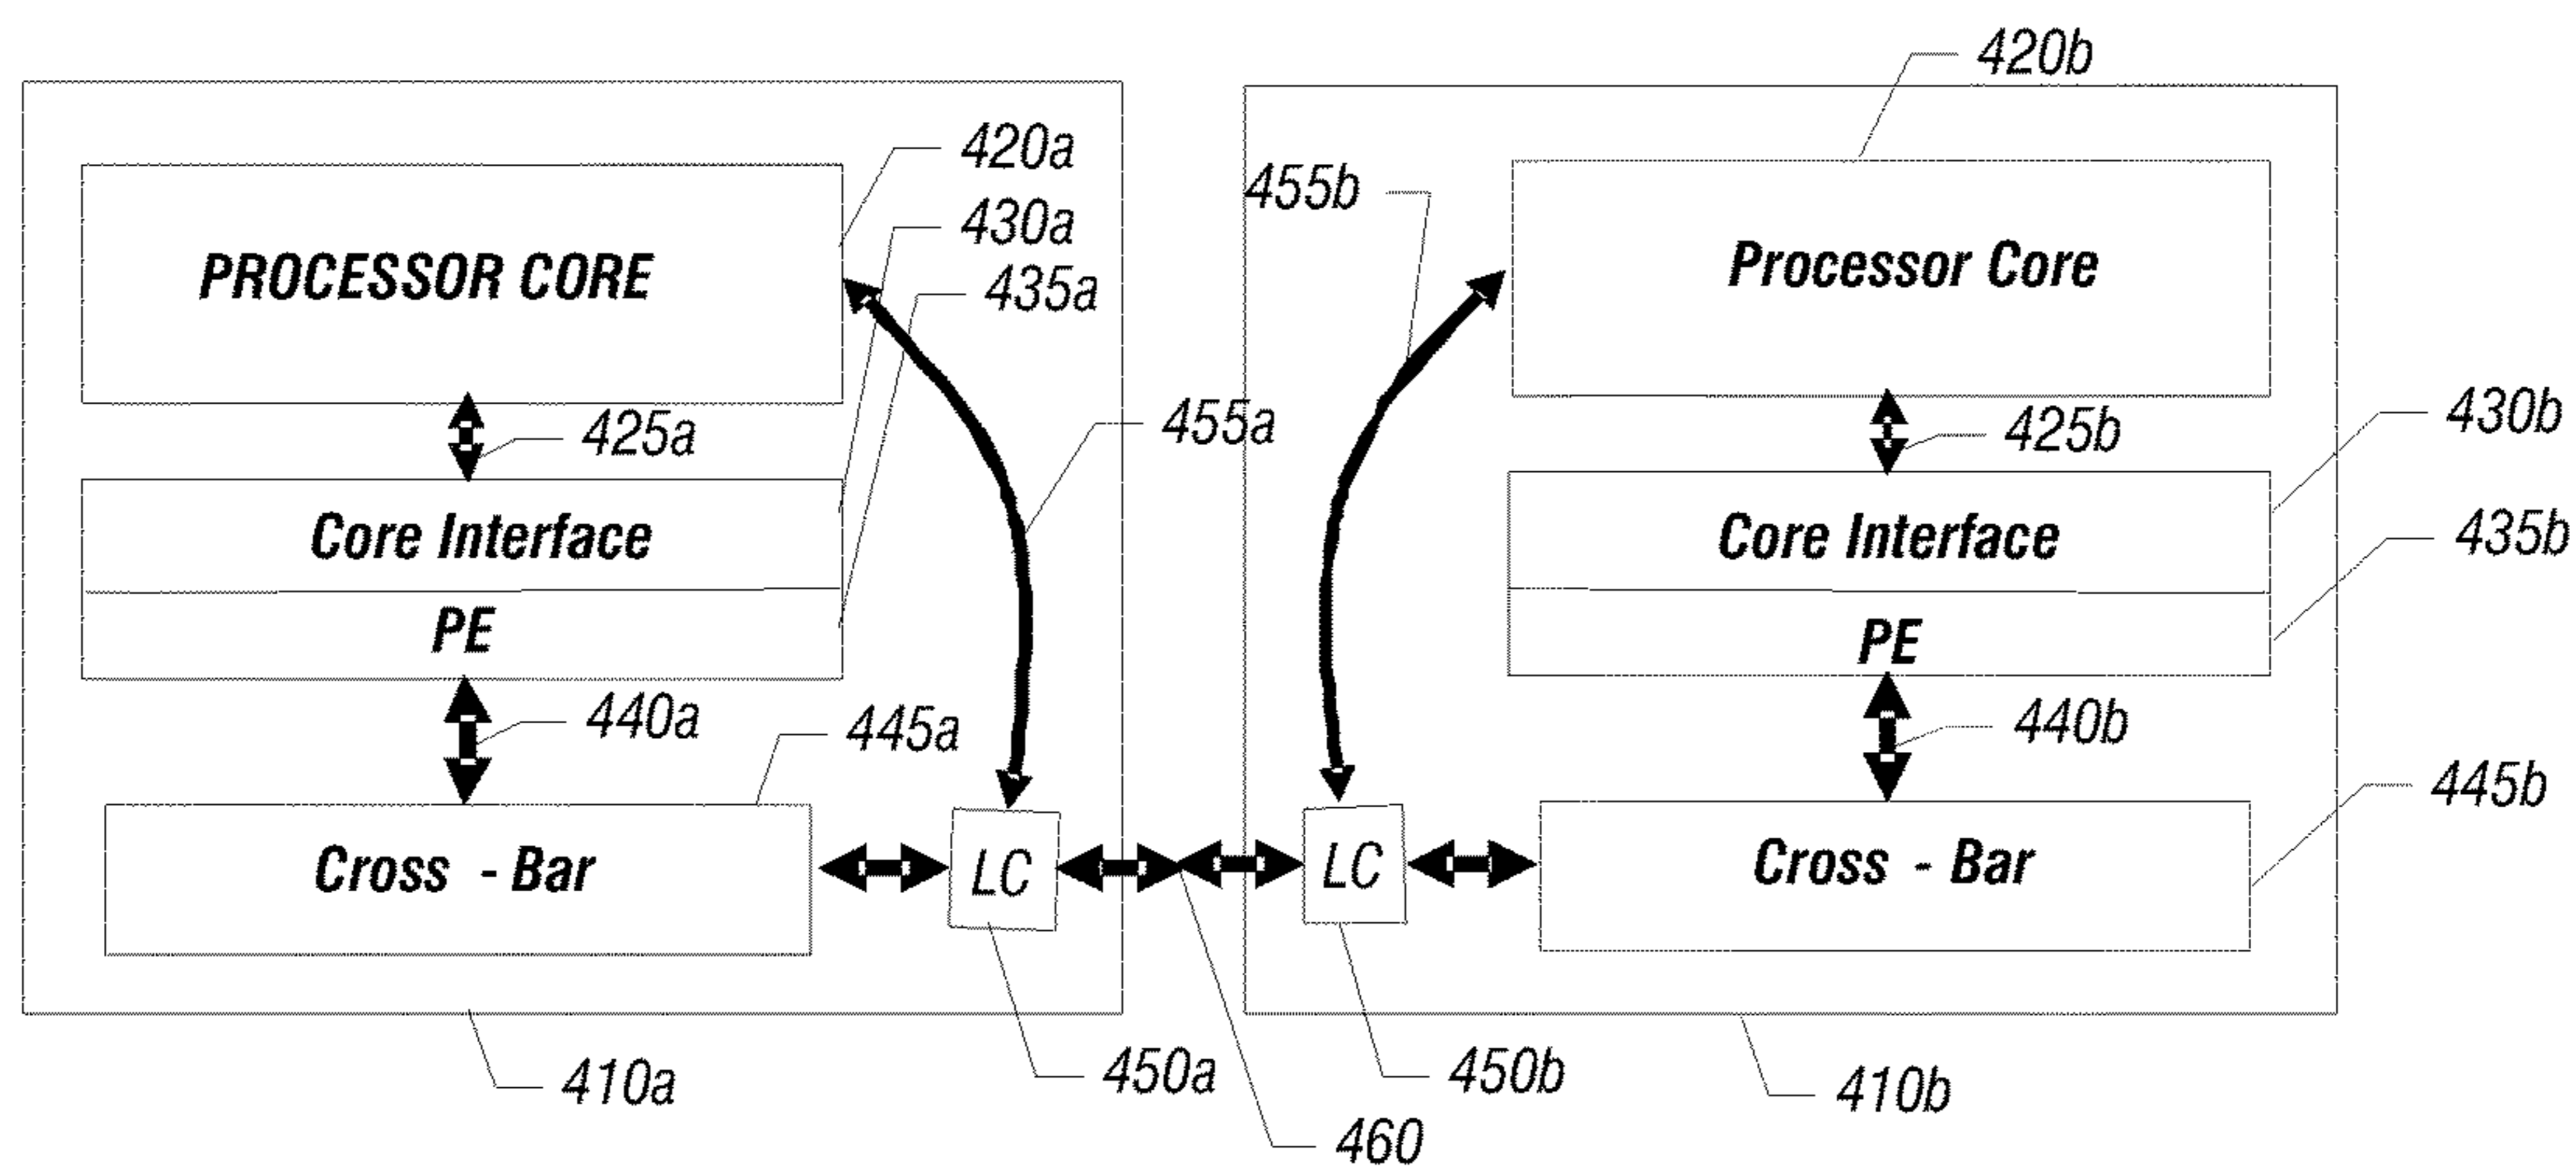 420b
420a
455b
430a
PROCESSOR CORE
Processor Core
435a
455a
430b
425a
425b
Core Interface
Core Interface
435b
PE
PE
440a
445a
440b
445b
Cross - Bar
LC
LC
Cross - Bar
410a
450a
450b
410b
460